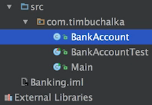 src
com.timbuchalka
BankAccount
BankAccountTest
Main
Banking.iml
External Libraries